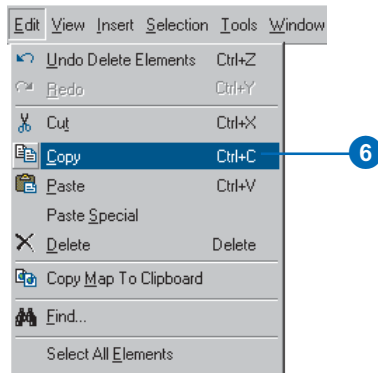 Edit View Insert Selection Tools Window
Undo Delete Elements Ctrl+Z
Redo Ctrl+Y
Cut Ctrl+X
Copy Ctrl+C 6
Paste Ctrl+V
Paste Special
Delete Delete
Copy Map To Clipboard
Find...
Select All Elements